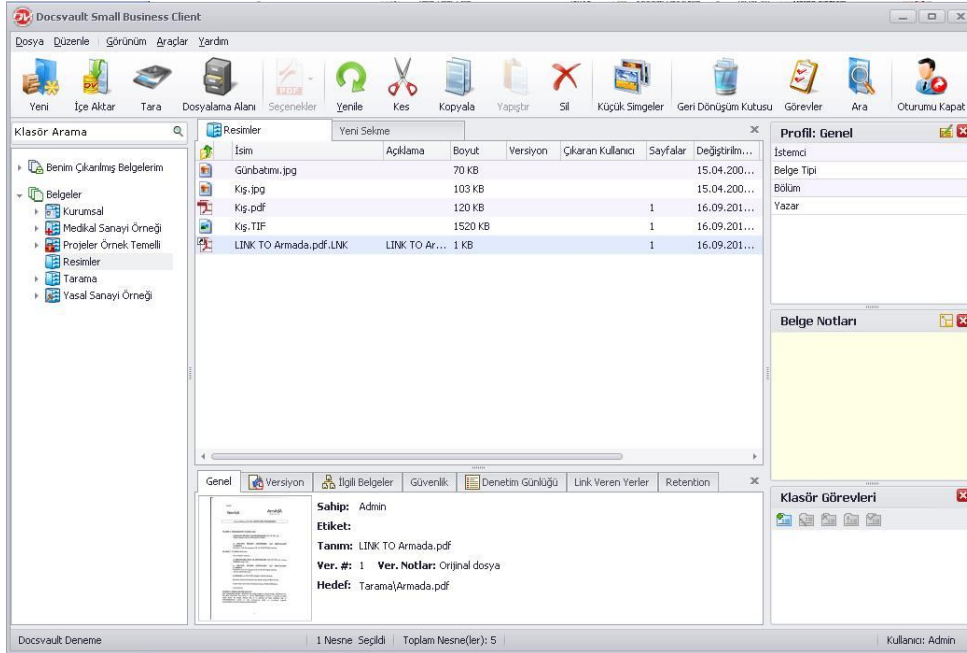 Docsvault Small Business Client
Dosya Düzenle Görünüm Araçlar Yardım
Yeni İçe Aktar Tara Dosyalama Alanı Seçenekler Yenile Kes Kopyala Yapıştır Sil Küçük Simgeler Geri Dönüşüm Kutusu Görevler Ara Oturumu Kapat
Klasör Arama
Benim Çıkarılmış Belgelerim
Belgeler
Kurumsal
Medikal Sanayi Örneği
Projeler Örnek Temelli
Resimler
Tarama
Yasal Sanayi Örneği
Resimler Yeni Sekme
İsim Açıklama Boyut Versiyon Çıkaran Kullanıcı Sayfalar Değiştirilm...
Günbatımı.jpg 70 KB 15.04.200...
Kış.jpg 103 KB 15.04.200...
Kış.pdf 120 KB 1 16.09.201...
Kış.TIF 1520 KB 1 16.09.201...
LINK TO Armada.pdf.LNK LINK TO Ar... 1 KB 1 16.09.201...
Genel Versiyon İlgili Belgeler Güvenlik Denetim Günlüğü Link Veren Yerler Retention
Sahip: Admin
Etiket:
Tanım: LINK TO Armada.pdf
Ver. #: 1 Ver. Notlar: Orijinal dosya
Hedef: Tarama\Armada.pdf
Profil: Genel
İstemci
Belge Tipi
Bölüm
Yazar
Belge Notları
Klasör Görevleri
Docsvault Deneme 1 Nesne Seçildi Toplam Nesne(ler): 5 Kullanıcı: Admin